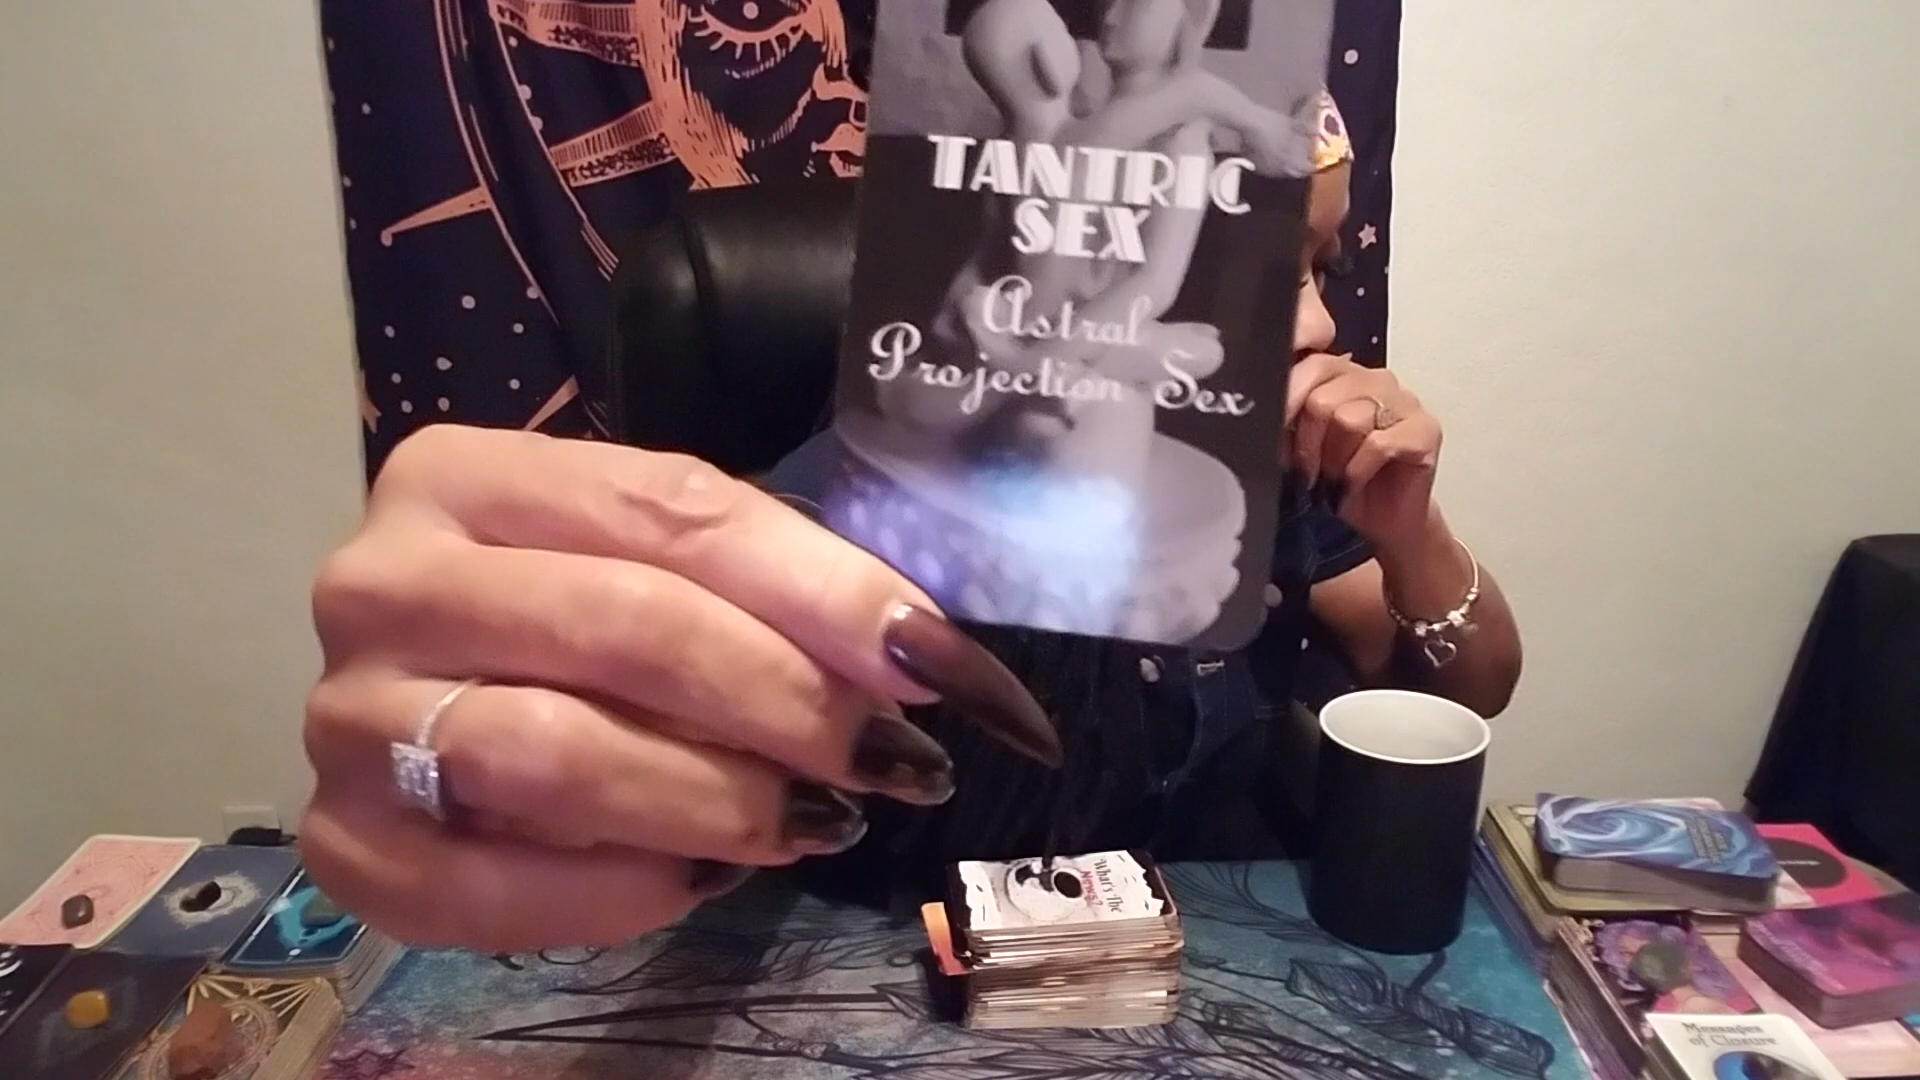 TANTRIC
SEX
Astral
Projection Sex
What's The
News?
Messages
of Closure